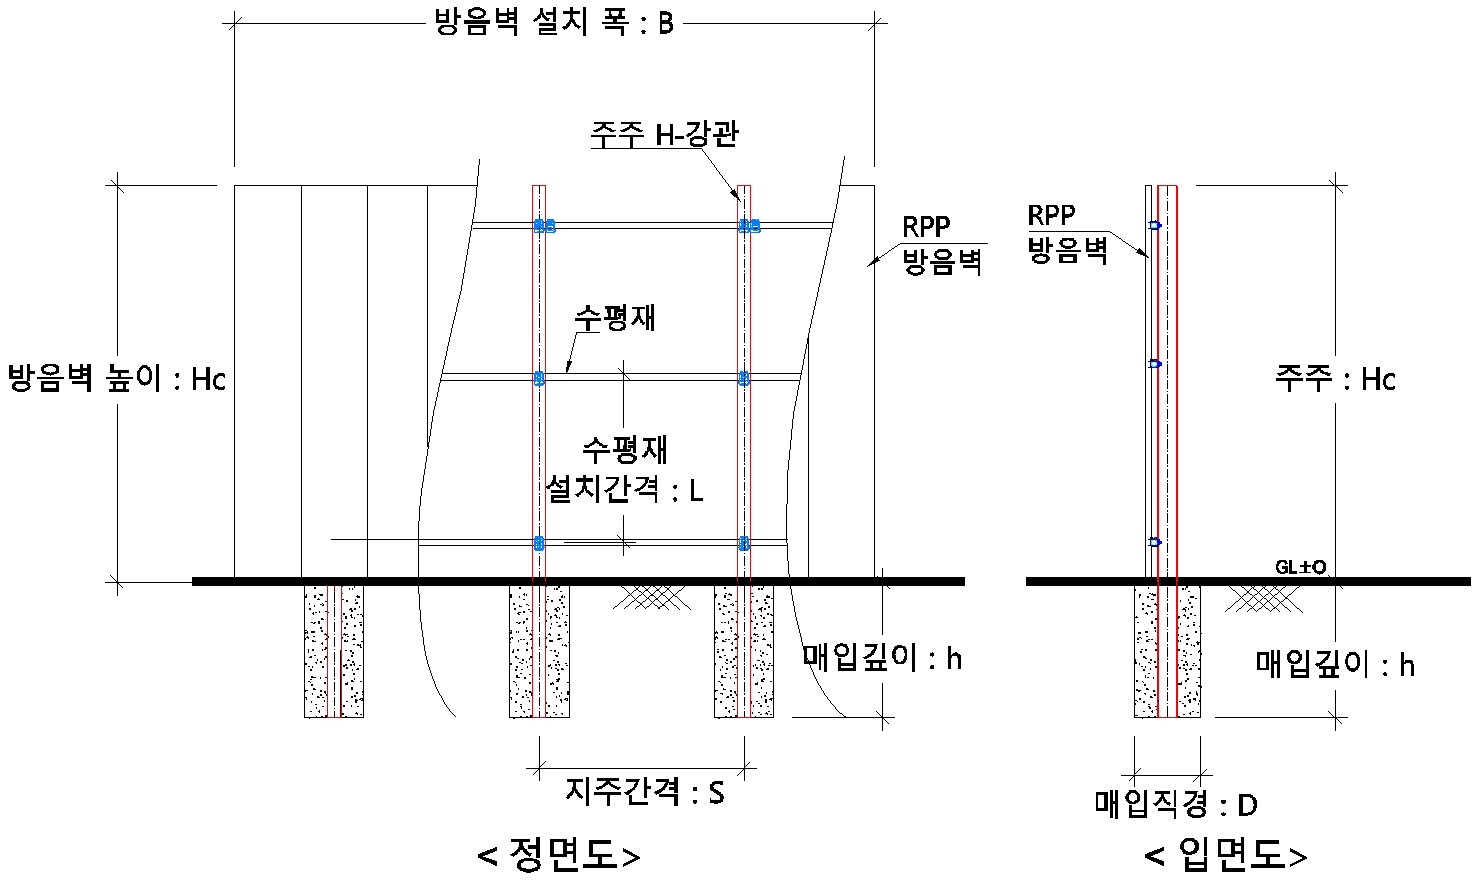 방음벽 설치 폭 : B
주주 H-강관
RPP
방음벽
수평재
방음벽 높이 : Hc
수평재
설치간격 : L
매입깊이 : h
지주간격 : S
< 정면도>
RPP
방음벽
주주 : Hc
GL±O
매입깊이 : h
매입직경 : D
< 입면도>